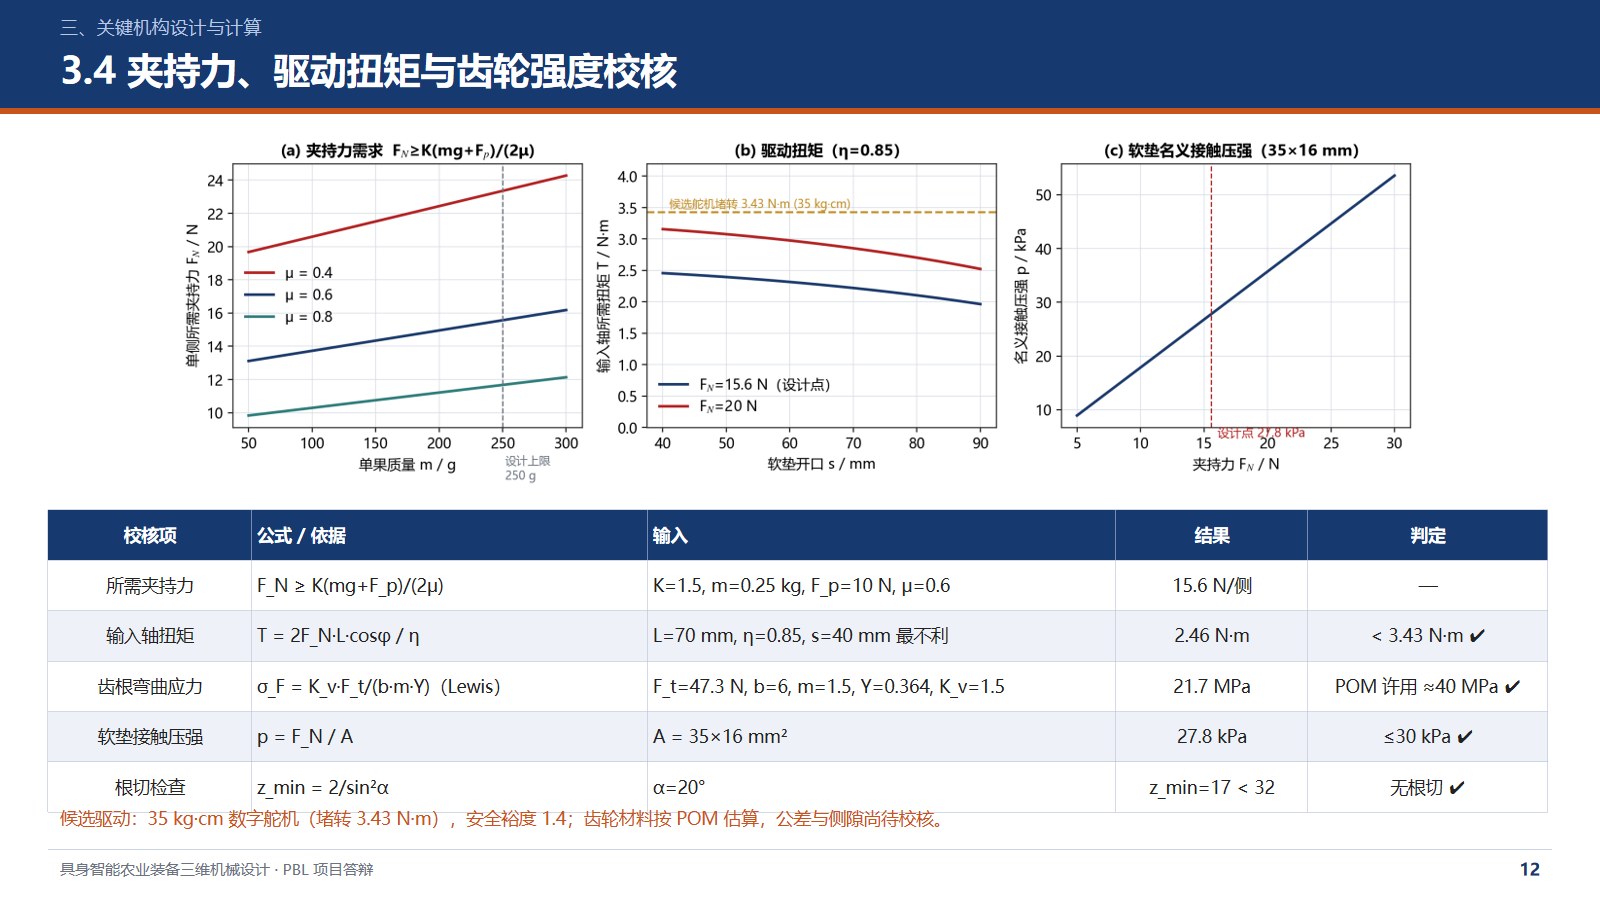 三、关键机构设计与计算
3.4 夹持力、驱动扭矩与齿轮强度校核
(a) 夹持力需求 F_N≥K(mg+F_p)/(2μ)
单侧所需夹持力 F_N / N
24
22
20
18
16
14
12
10
μ = 0.4
μ = 0.6
μ = 0.8
50 100 150 200 250 300
单果质量 m / g
设计上限
250 g
(b) 驱动扭矩（η=0.85）
输入轴所需扭矩 T / N·m
4.0
3.5
3.0
2.5
2.0
1.5
1.0
0.5
0.0
候选舵机堵转 3.43 N·m (35 kg·cm)
F_N=15.6 N（设计点）
F_N=20 N
40 50 60 70 80 90
软垫开口 s / mm
(c) 软垫名义接触压强（35×16 mm）
名义接触压强 p / kPa
50
40
30
20
10
设计点 27.8 kPa
5 10 15 20 25 30
夹持力 F_N / N
校核项 公式 / 依据 输入 结果 判定
所需夹持力 F_N ≥ K(mg+F_p)/(2μ) K=1.5, m=0.25 kg, F_p=10 N, μ=0.6 15.6 N/侧 —
输入轴扭矩 T = 2F_N·L·cosφ / η L=70 mm, η=0.85, s=40 mm 最不利 2.46 N·m < 3.43 N·m ✔
齿根弯曲应力 σ_F = K_v·F_t/(b·m·Y)（Lewis） F_t=47.3 N, b=6, m=1.5, Y=0.364, K_v=1.5 21.7 MPa POM 许用 ≈40 MPa ✔
软垫接触压强 p = F_N / A A = 35×16 mm² 27.8 kPa ≤30 kPa ✔
根切检查 z_min = 2/sin²α α=20° z_min=17 < 32 无根切 ✔
候选驱动：35 kg·cm 数字舵机（堵转 3.43 N·m），安全裕度 1.4；齿轮材料按 POM 估算，公差与侧隙尚待校核。
具身智能农业装备三维机械设计 · PBL 项目答辩
12